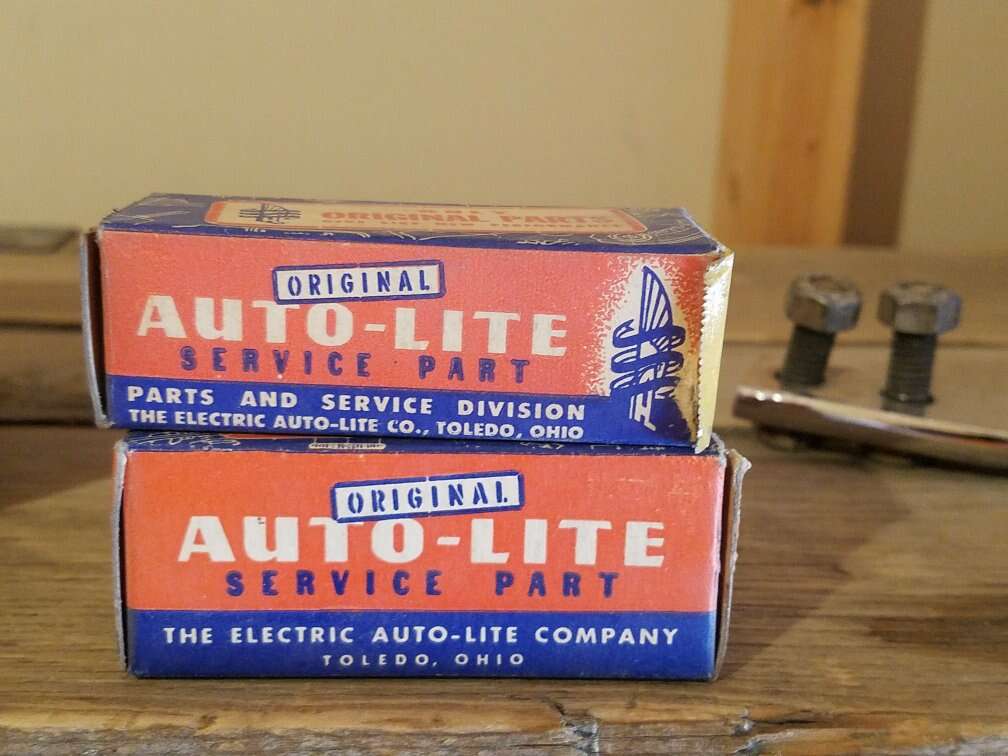 ORIGINAL PARTS
ORIGINAL
AUTO-LITE
SERVICE PART
PARTS AND SERVICE DIVISION
THE ELECTRIC AUTO-LITE CO., TOLEDO, OHIO
ORIGINAL
AUTO-LITE
SERVICE PART
THE ELECTRIC AUTO-LITE COMPANY
TOLEDO, OHIO